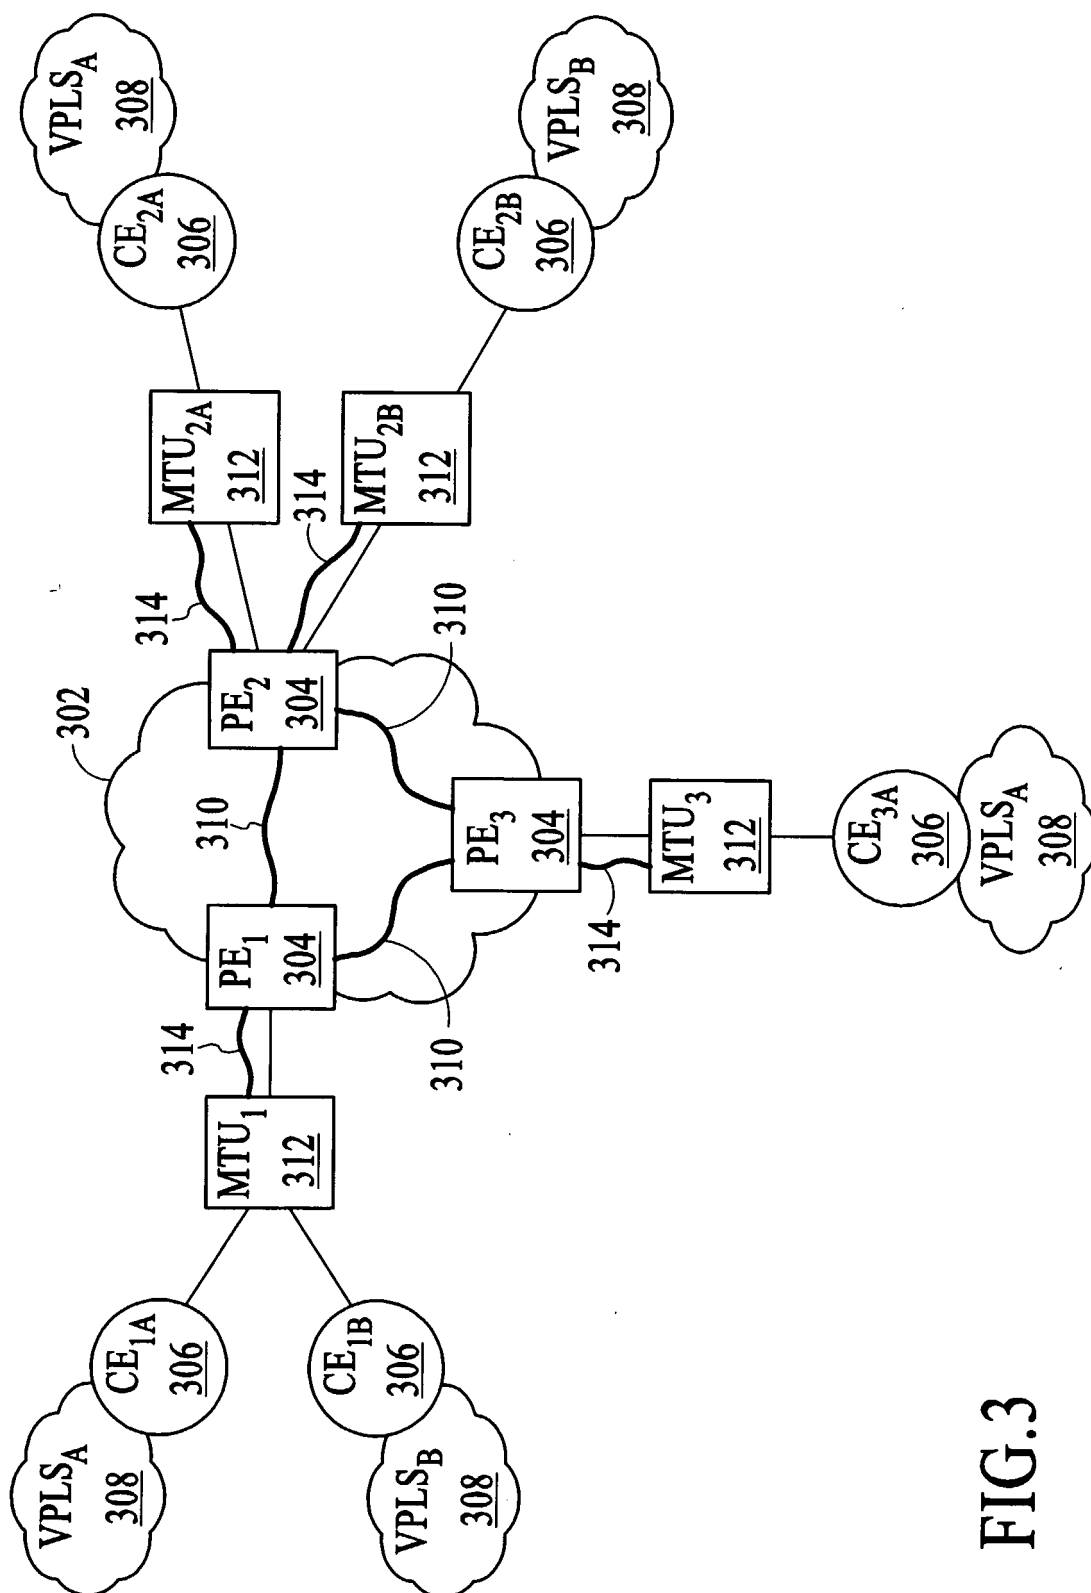 VPLS_A
308
CE_1A
306
VPLS_B
308
CE_1B
306
MTU_1
312
314
PE_1
304
310
302
PE_2
304
310
310
PE_3
304
314
MTU_3
312
CE_3A
306
VPLS_A
308
314
MTU_2A
312
314
MTU_2B
312
CE_2A
306
VPLS_A
308
CE_2B
306
VPLS_B
308
FIG.3